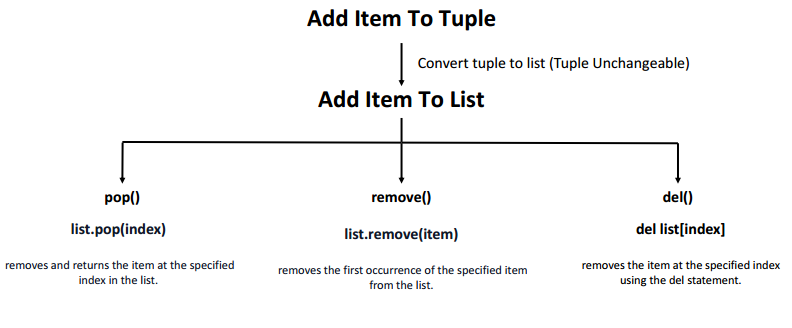 Add Item To Tuple
Convert tuple to list (Tuple Unchangeable)
Add Item To List
pop()
remove()
del()
list.pop(index)
list.remove(item)
del list[index]
removes and returns the item at the specified
index in the list.
removes the first occurrence of the specified item
from the list.
removes the item at the specified index
using the del statement.